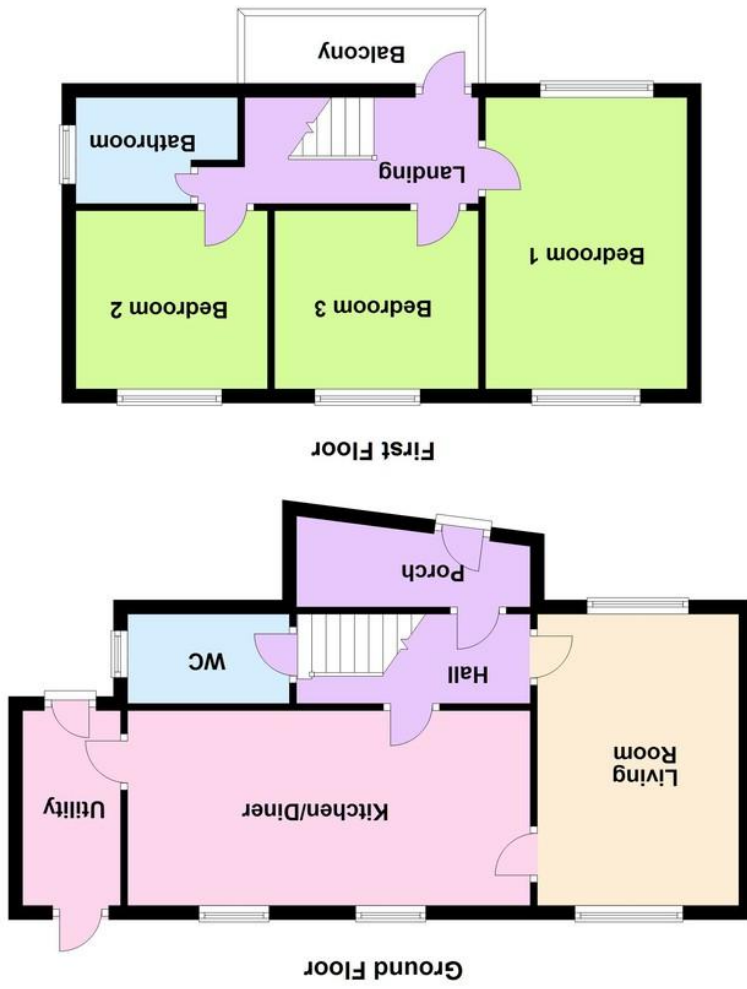 Ground Floor
Utility
Kitchen/Diner
Living
Room
WC
Hall
Porch
First Floor
Bedroom 2
Bedroom 3
Bedroom 1
Bathroom
Landing
Balcony